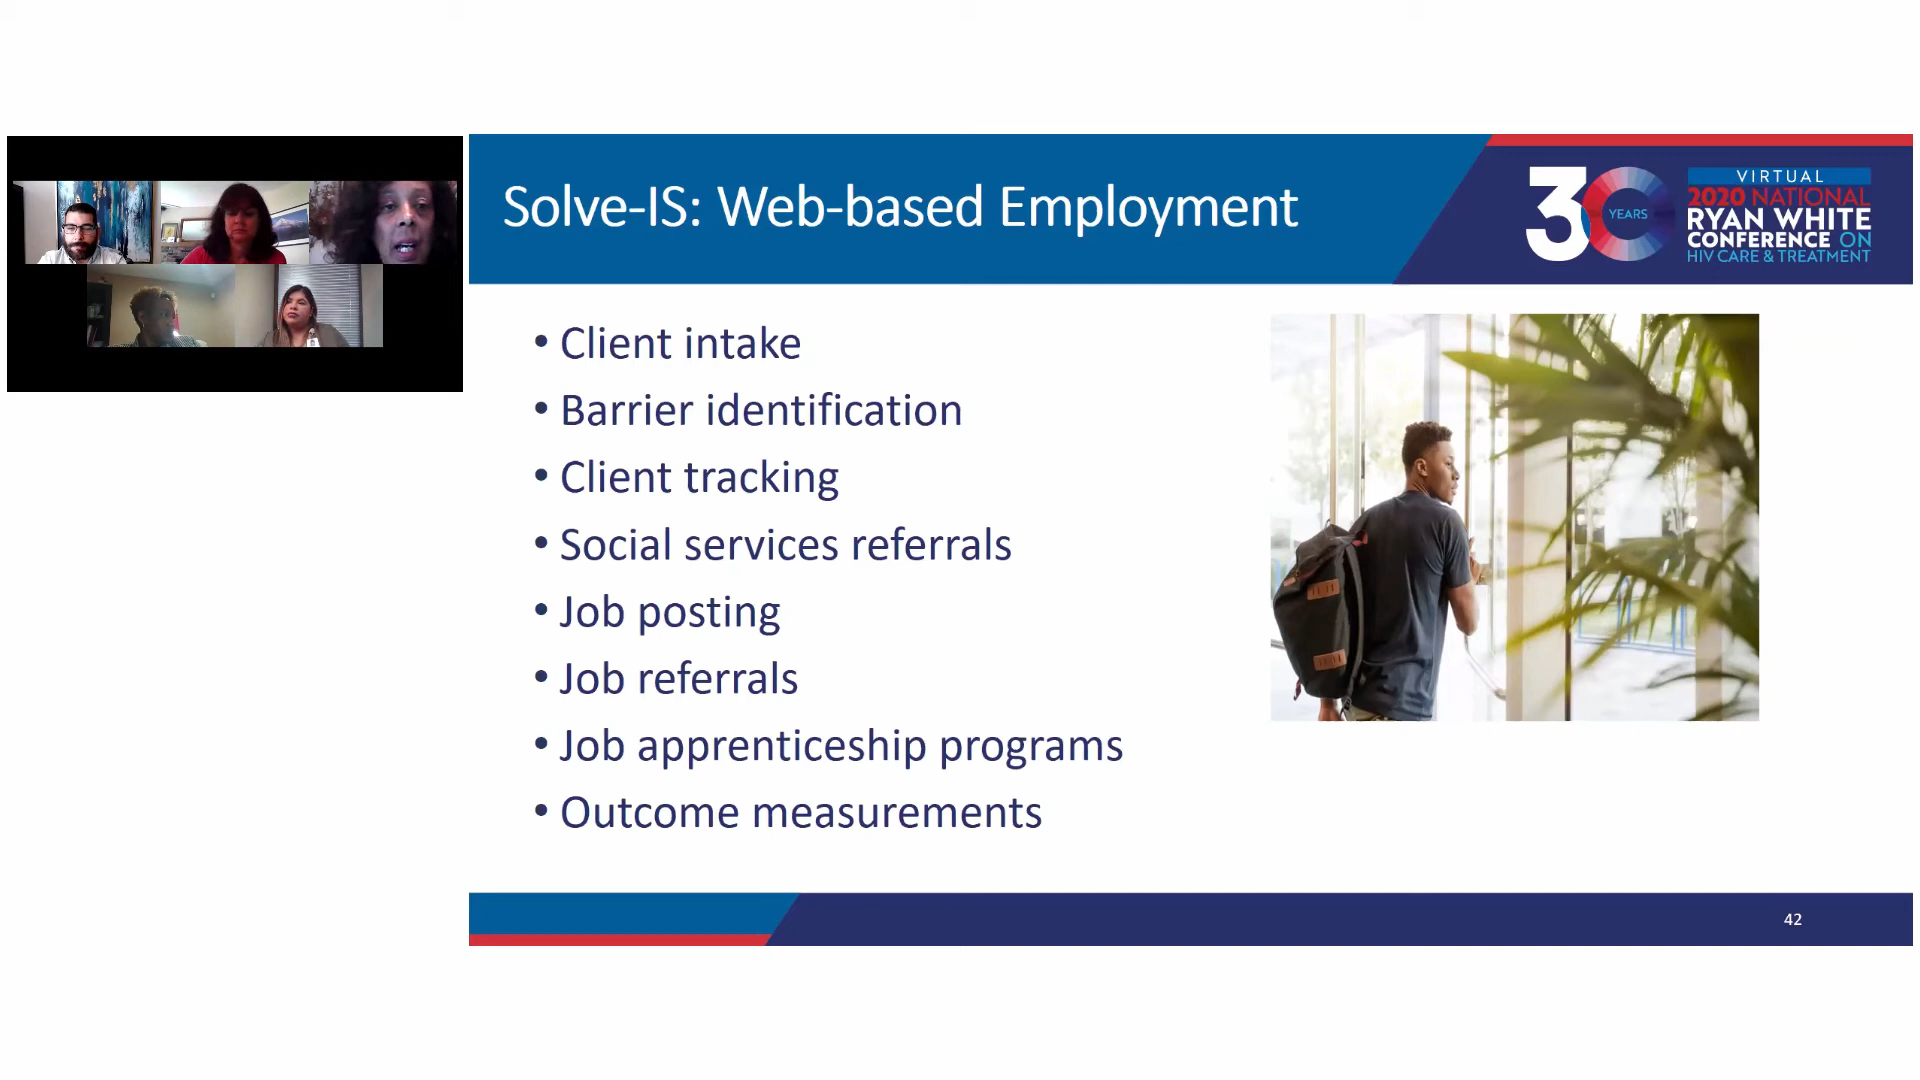 Solve-IS: Web-based Employment
30
YEARS
VIRTUAL
2020 NATIONAL
RYAN WHITE
CONFERENCE ON
HIV CARE & TREATMENT
• Client intake
• Barrier identification
• Client tracking
• Social services referrals
• Job posting
• Job referrals
• Job apprenticeship programs
• Outcome measurements
42